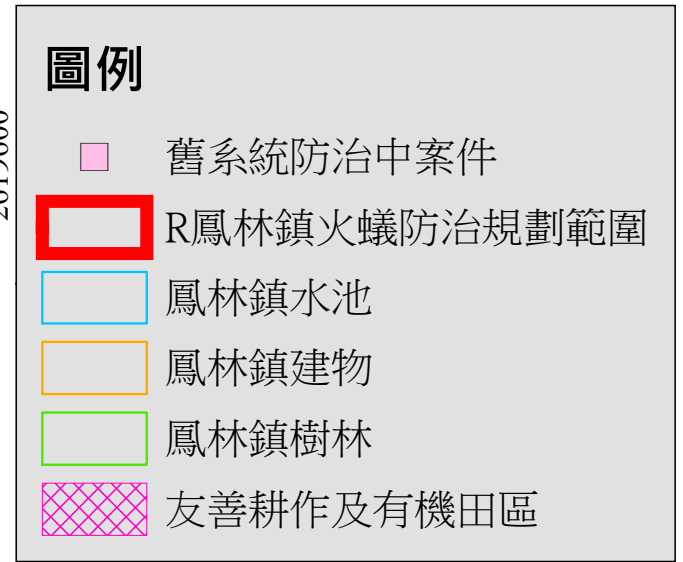 圖例
舊系統防治中案件
R鳳林鎮火蟻防治規劃範圍
鳳林鎮水池
鳳林鎮建物
鳳林鎮樹林
友善耕作及有機田區